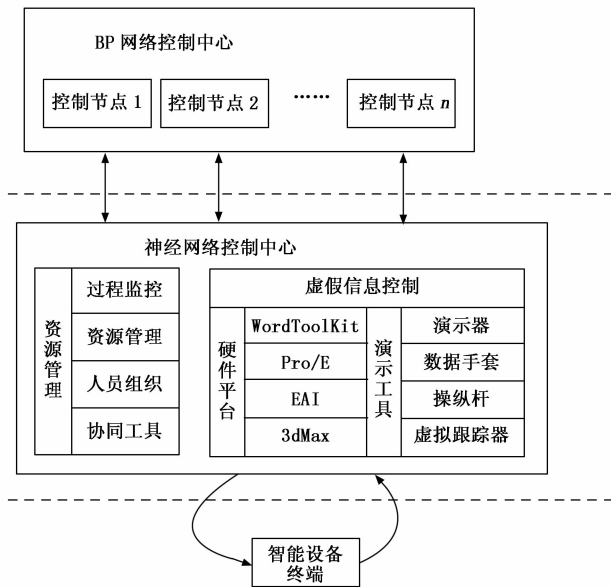 BP 网络控制中心
控制节点 1
控制节点 2
……
控制节点 n
神经网络控制中心
资源管理
过程监控
资源管理
人员组织
协同工具
虚假信息控制
硬件平台
WordToolKit
Pro/E
EAI
3dMax
演示工具
演示器
数据手套
操纵杆
虚拟跟踪器
智能设备
终端